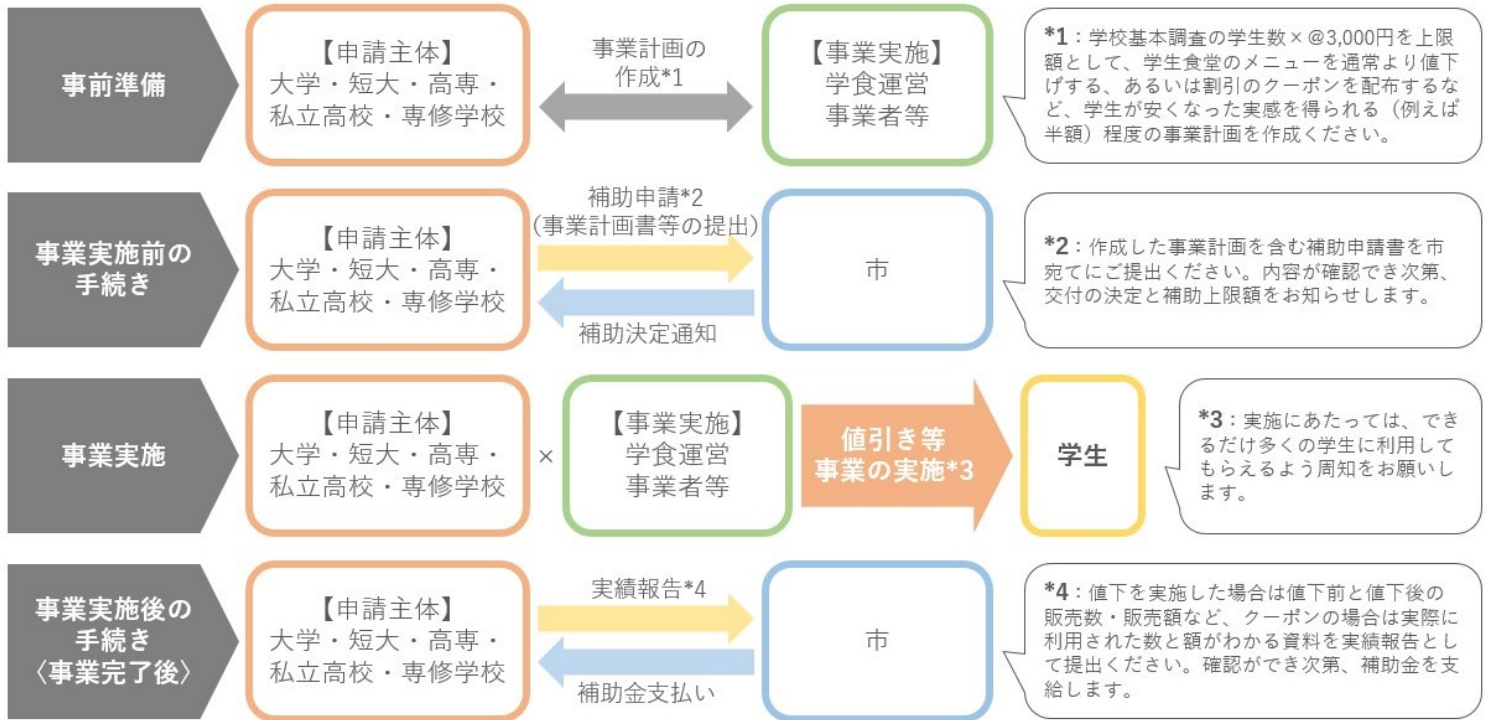 事前準備
【申請主体】
大学・短大・高専・
私立高校・専修学校
事業計画の
作成*1
【事業実施】
学食運営
事業者等
*1：学校基本調査の学生数×@3,000円を上限
額として、学生食堂のメニューを通常より値下
げする、あるいは割引のクーポンを配布するな
ど、学生が安くなった実感を得られる（例えば
半額）程度の事業計画を作成ください。
事業実施前の
手続き
【申請主体】
大学・短大・高専・
私立高校・専修学校
補助申請*2
(事業計画書等の提出)
補助決定通知
市
*2：作成した事業計画を含む補助申請書を市
宛てにご提出ください。内容が確認でき次第、
交付の決定と補助上限額をお知らせします。
事業実施
【申請主体】
大学・短大・高専・
私立高校・専修学校
×
【事業実施】
学食運営
事業者等
値引き等
事業の実施*3
学生
*3：実施にあたっては、でき
るだけ多くの学生に利用して
もらえるよう周知をお願いし
ます。
事業実施後の
手続き
〈事業完了後〉
【申請主体】
大学・短大・高専・
私立高校・専修学校
実績報告*4
補助金支払い
市
*4：値下を実施した場合は値下前と値下後の
販売数・販売額など、クーポンの場合は実際に
利用された数と額がわかる資料を実績報告とし
て提出ください。確認ができ次第、補助金を支
給します。